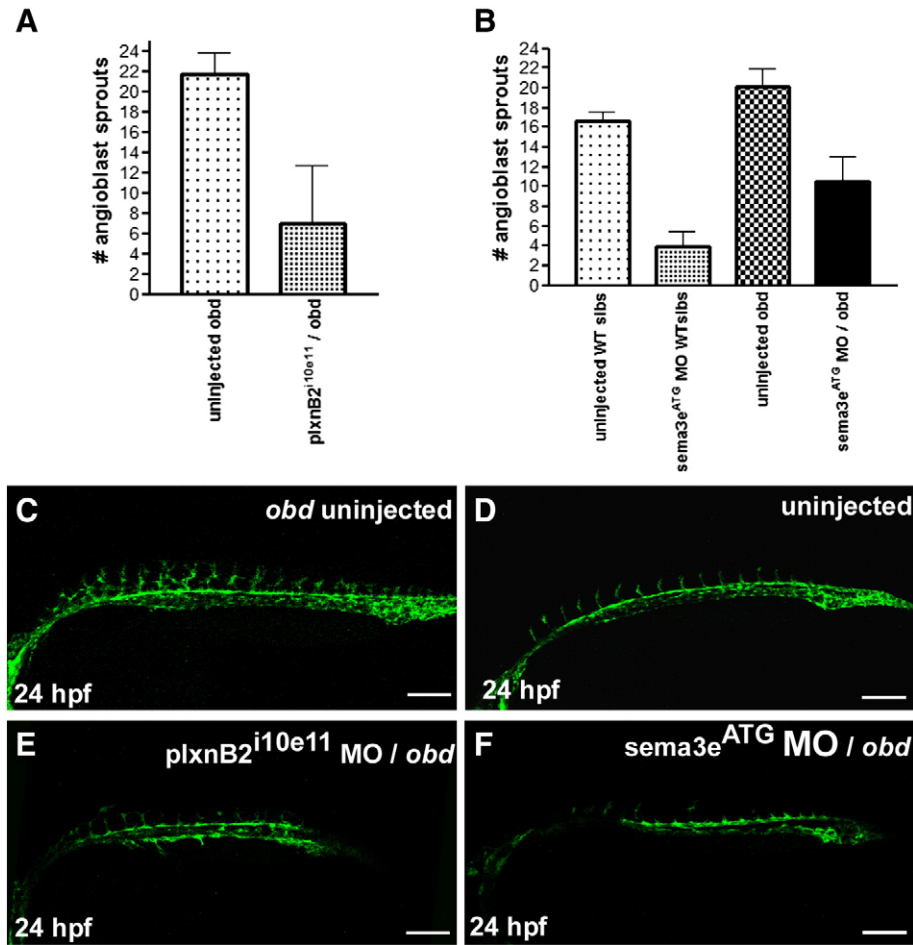 A
# angioblast sprouts
24
22
20
18
16
14
12
10
8
6
4
2
0
uninjected obd
plxnB2i10e11 / obd
B
# angioblast sprouts
24
22
20
18
16
14
12
10
8
6
4
2
0
uninjected WT sibs
sema3eATG MO WTsibs
uninjected obd
sema3eATG MO / obd
C
obd uninjected
24 hpf
D
uninjected
24 hpf
E
plxnB2i10e11 MO / obd
24 hpf
F
sema3eATG MO / obd
24 hpf